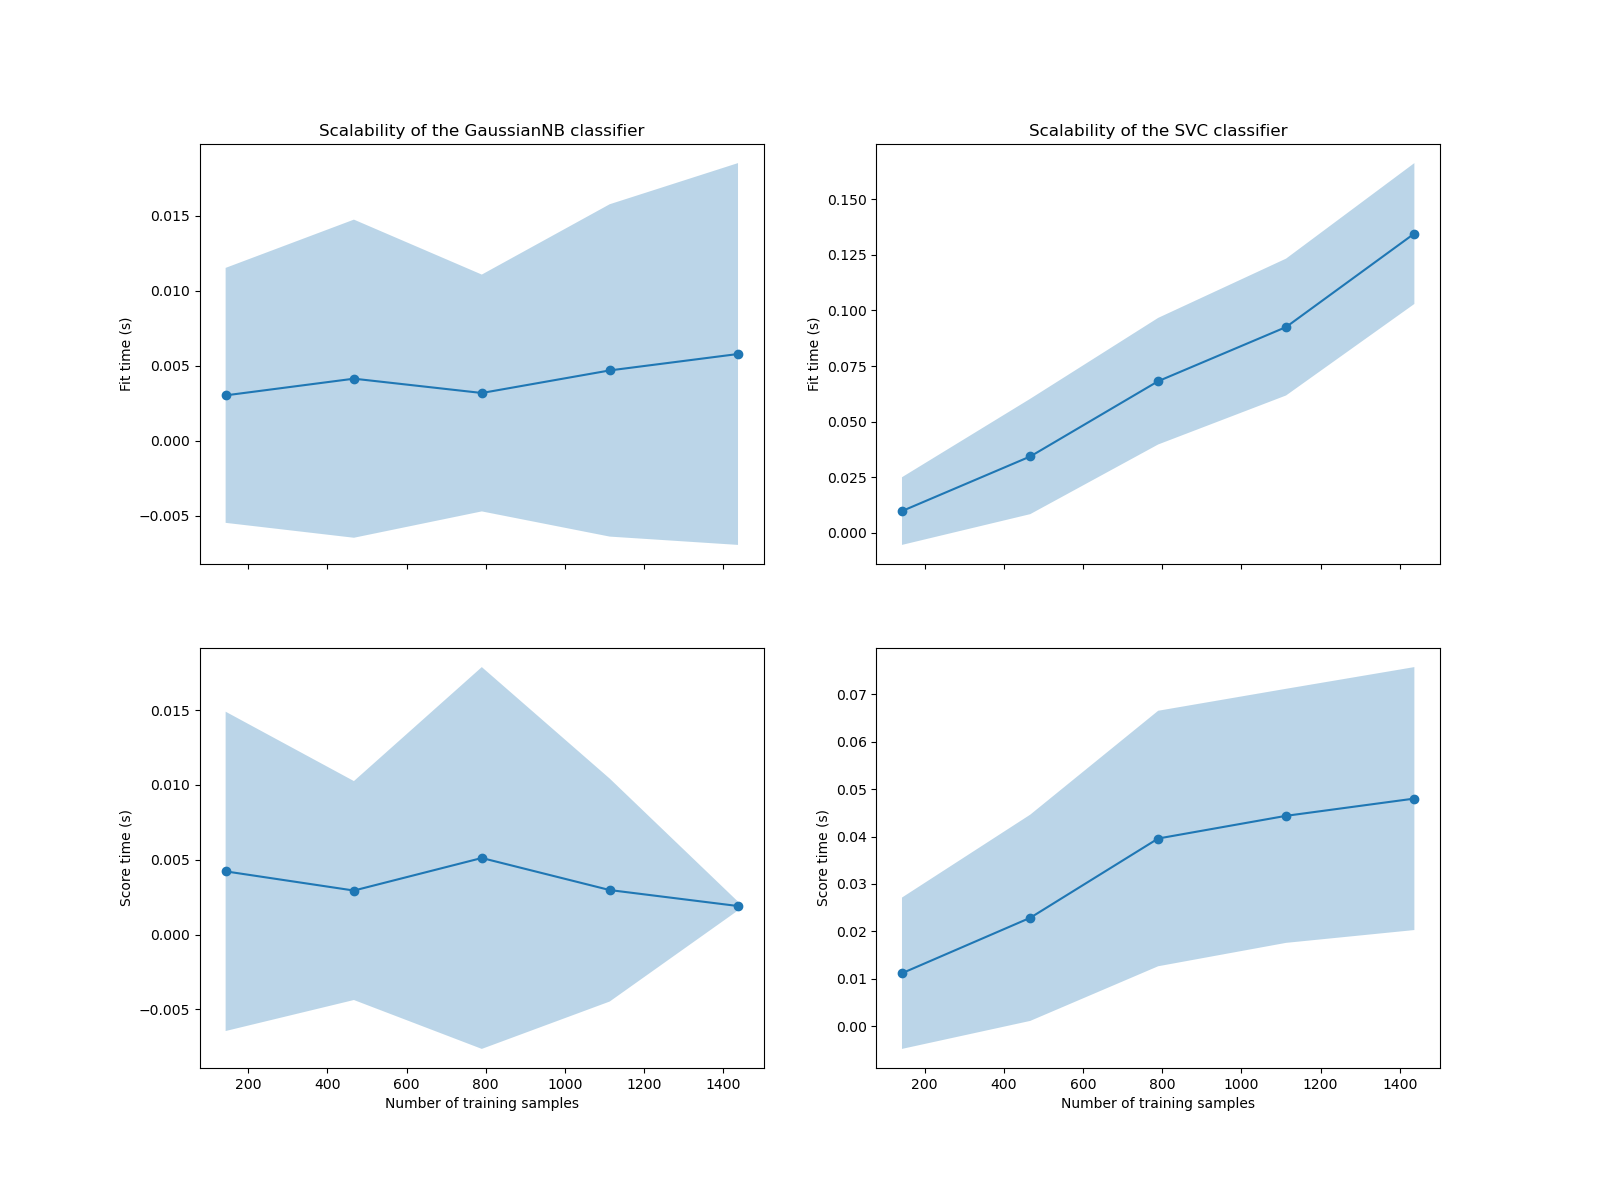 Scalability of the GaussianNB classifier
0.015
0.010
0.005
0.000
−0.005
Fit time (s)
Scalability of the SVC classifier
0.150
0.125
0.100
0.075
0.050
0.025
0.000
Fit time (s)
0.015
0.010
0.005
0.000
−0.005
Score time (s)
200 400 600 800 1000 1200 1400
Number of training samples
0.07
0.06
0.05
0.04
0.03
0.02
0.01
0.00
Score time (s)
200 400 600 800 1000 1200 1400
Number of training samples